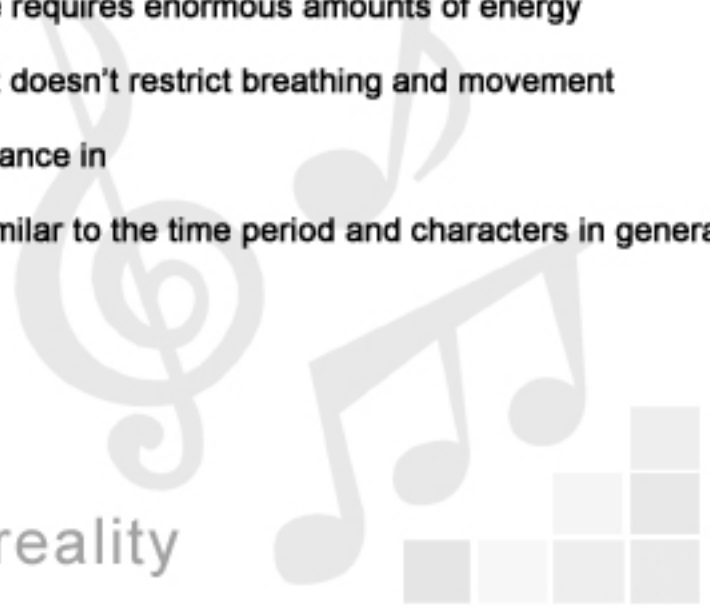 requires enormous amounts of energy
doesn't restrict breathing and movement
ance in
milar to the time period and characters in genera
reality